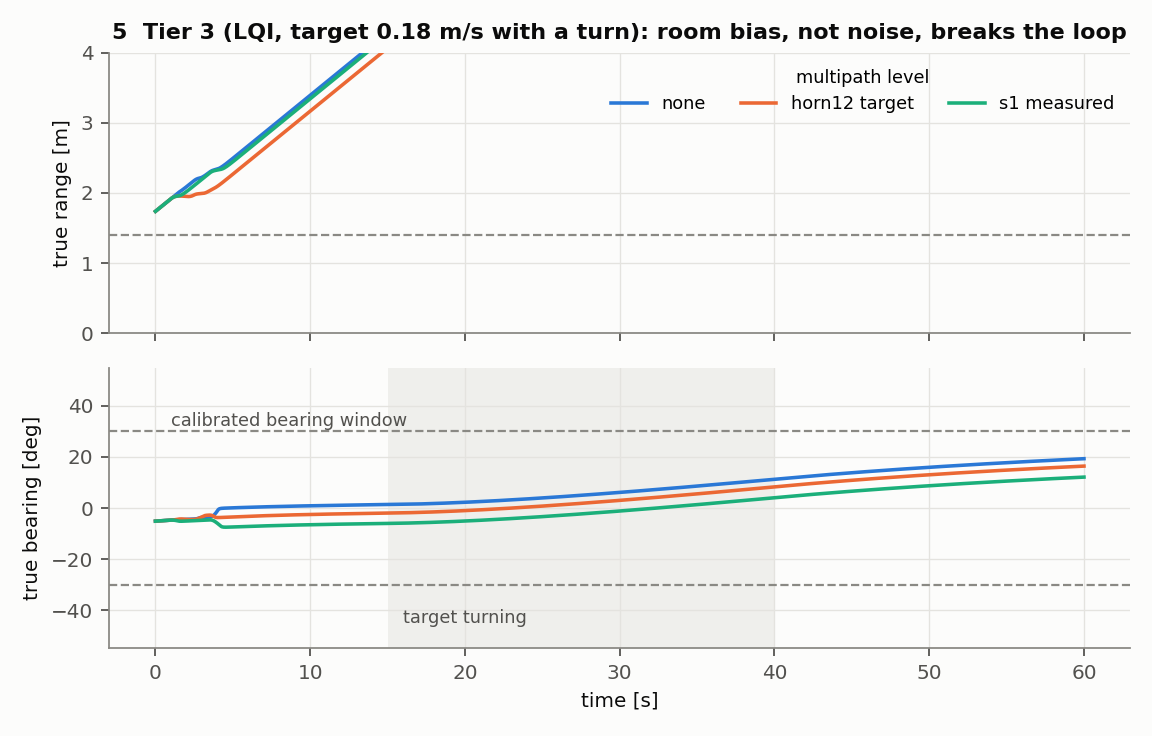 5  Tier 3 (LQI, target 0.18 m/s with a turn): room bias, not noise, breaks the loop
multipath level
none
horn12 target
s1 measured
true range [m]
4
3
2
1
0
true bearing [deg]
40
20
0
−20
−40
calibrated bearing window
target turning
0
10
20
30
40
50
60
time [s]